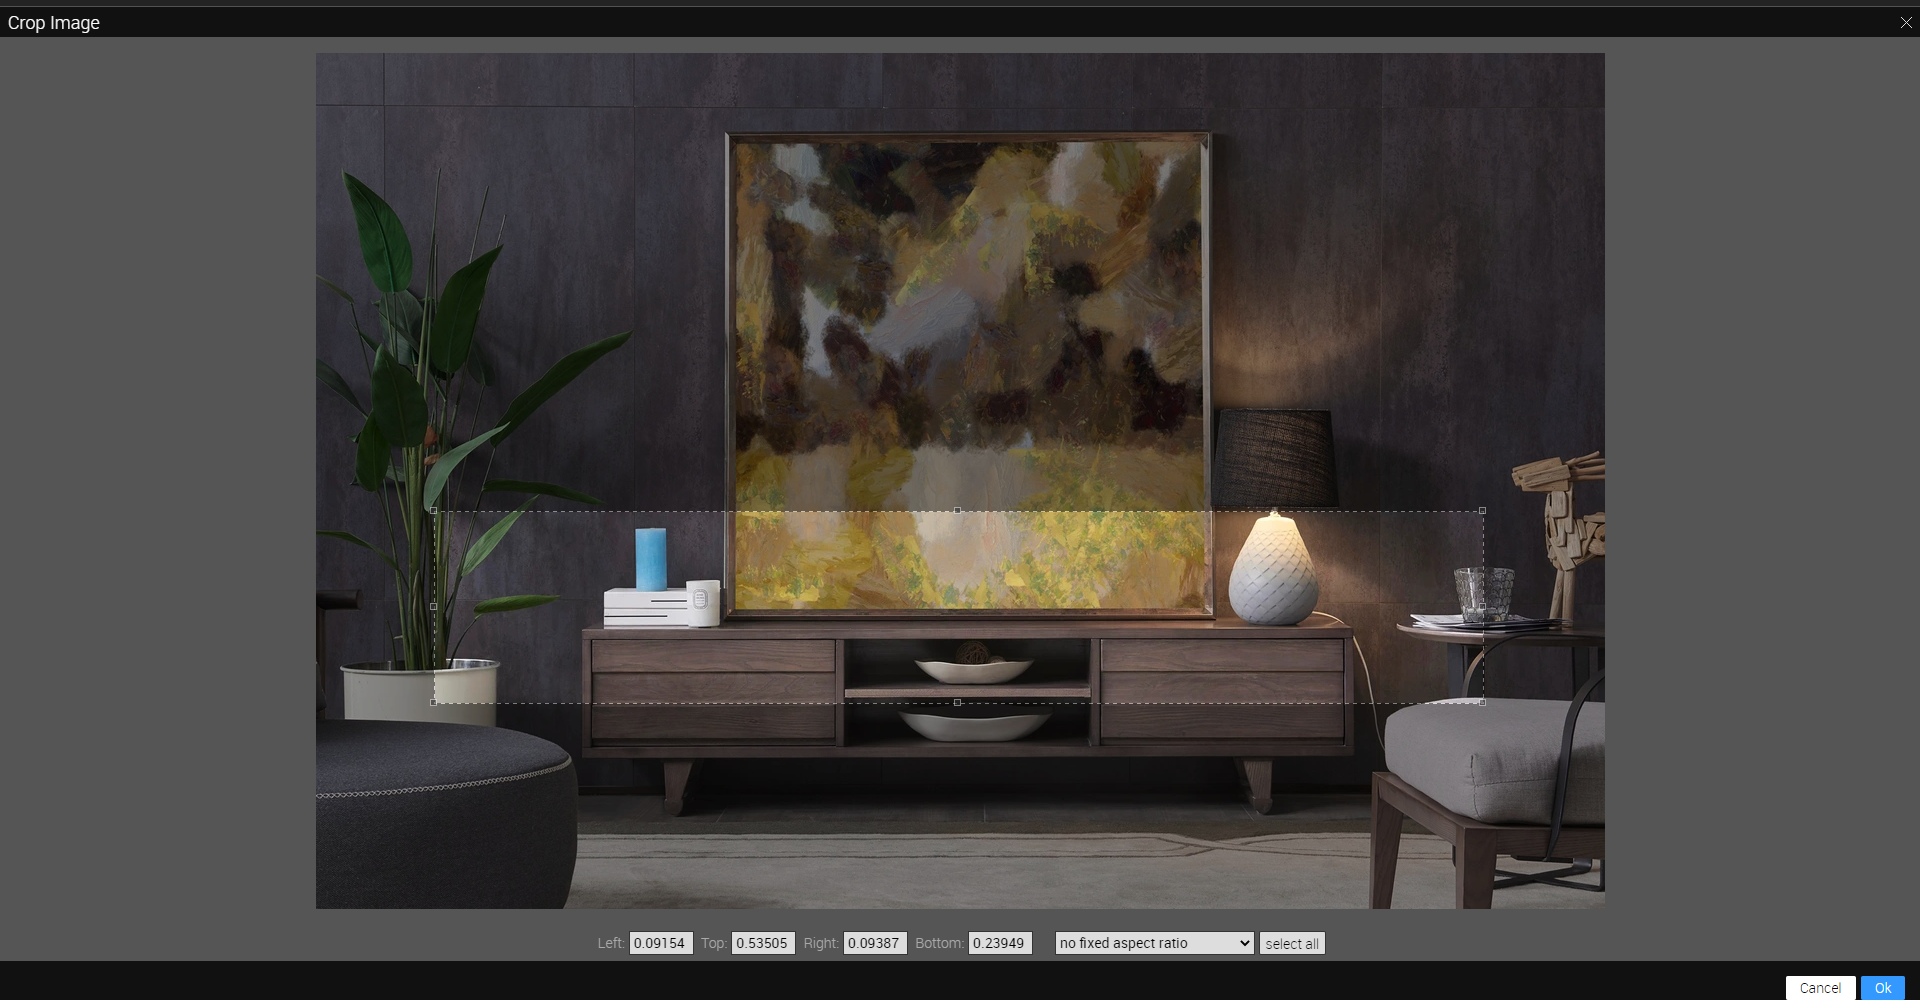 Crop Image
Left: 0.09154 Top: 0.53505 Right: 0.09387 Bottom: 0.23949 no fixed aspect ratio select all
Cancel Ok